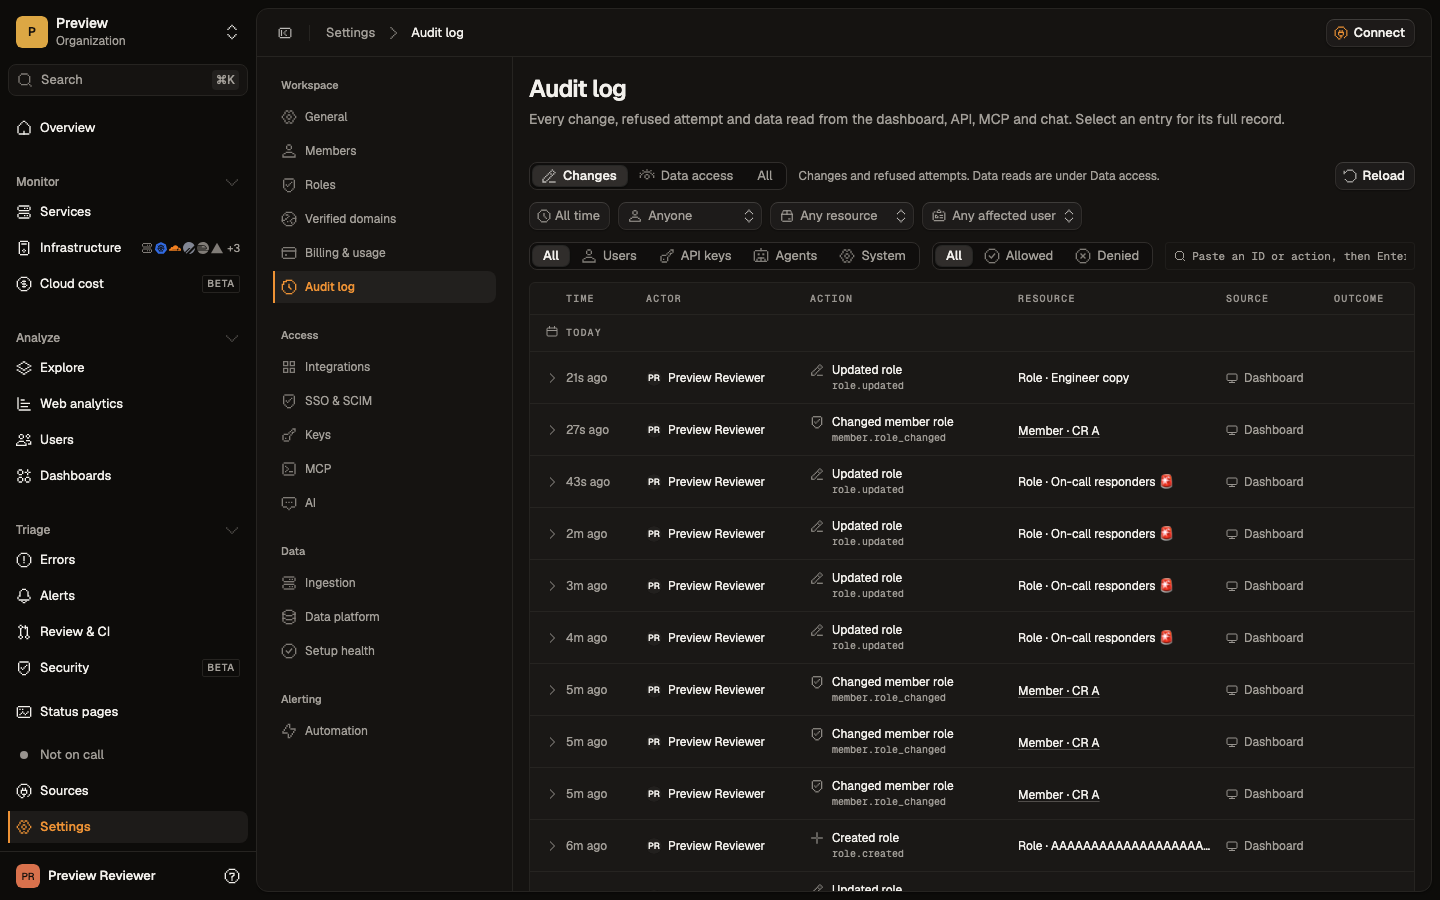 P
Preview
Organization
Search ⌘K
Overview
Monitor
Services
Infrastructure +3
Cloud cost BETA
Analyze
Explore
Web analytics
Users
Dashboards
Triage
Errors
Alerts
Review & CI
Security BETA
Status pages
Not on call
Sources
Settings
PR Preview Reviewer
Settings Audit log
Connect
Workspace
General
Members
Roles
Verified domains
Billing & usage
Audit log
Access
Integrations
SSO & SCIM
Keys
MCP
AI
Data
Ingestion
Data platform
Setup health
Alerting
Automation
Audit log
Every change, refused attempt and data read from the dashboard, API, MCP and chat. Select an entry for its full record.
Changes Data access All Changes and refused attempts. Data reads are under Data access. Reload
All time Anyone Any resource Any affected user
All Users API keys Agents System All Allowed Denied Paste an ID or action, then Enter
TIME ACTOR ACTION RESOURCE SOURCE OUTCOME
TODAY
21s ago PR Preview Reviewer Updated role Role · Engineer copy Dashboard
role.updated
27s ago PR Preview Reviewer Changed member role Member · CR A Dashboard
member.role_changed
43s ago PR Preview Reviewer Updated role Role · On-call responders 🚨 Dashboard
role.updated
2m ago PR Preview Reviewer Updated role Role · On-call responders 🚨 Dashboard
role.updated
3m ago PR Preview Reviewer Updated role Role · On-call responders 🚨 Dashboard
role.updated
4m ago PR Preview Reviewer Updated role Role · On-call responders 🚨 Dashboard
role.updated
5m ago PR Preview Reviewer Changed member role Member · CR A Dashboard
member.role_changed
5m ago PR Preview Reviewer Changed member role Member · CR A Dashboard
member.role_changed
5m ago PR Preview Reviewer Changed member role Member · CR A Dashboard
member.role_changed
6m ago PR Preview Reviewer Created role Role · AAAAAAAAAAAAAAAAAAA… Dashboard
role.created
Updated role